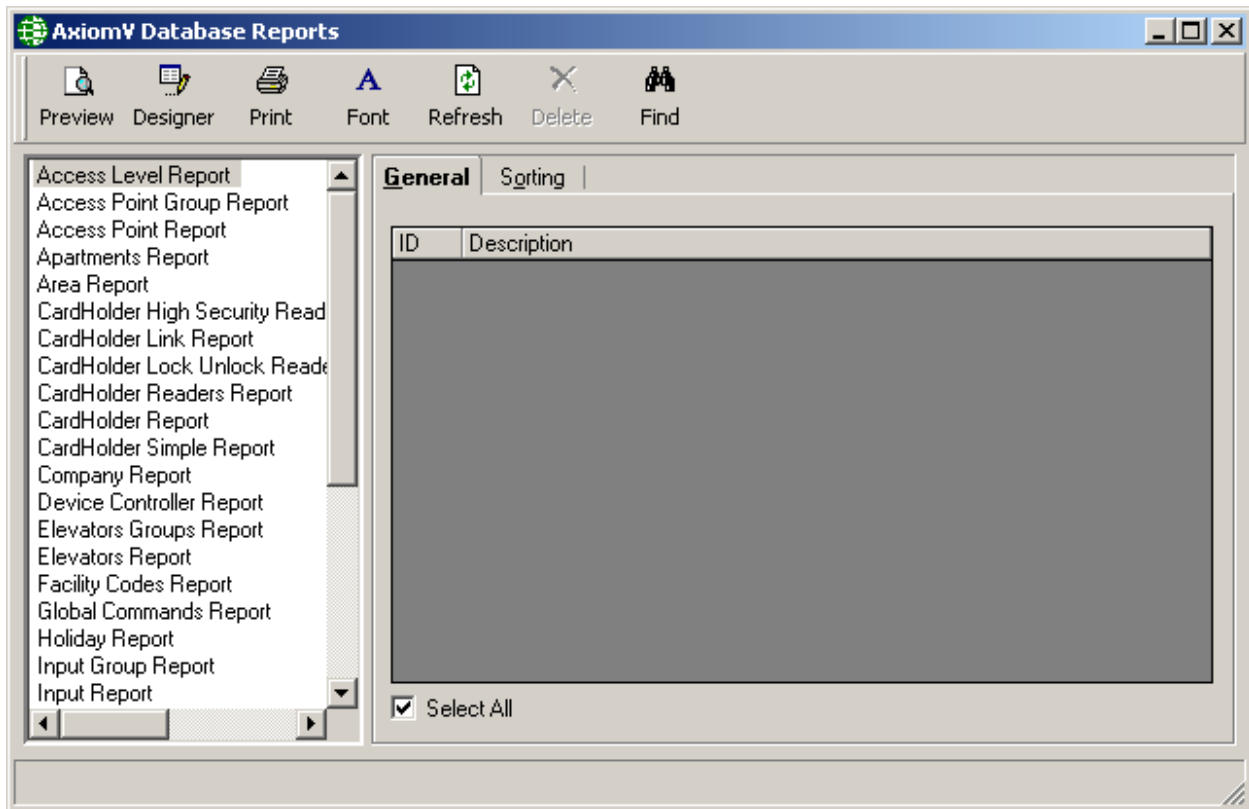 AxiomV Database Reports
Preview Designer Print Font Refresh Delete Find
Access Level Report
Access Point Group Report
Access Point Report
Apartments Report
Area Report
CardHolder High Security Read
CardHolder Link Report
CardHolder Lock Unlock Reade
CardHolder Readers Report
CardHolder Report
CardHolder Simple Report
Company Report
Device Controller Report
Elevators Groups Report
Elevators Report
Facility Codes Report
Global Commands Report
Holiday Report
Input Group Report
Input Report
General Sorting
ID Description
Select All